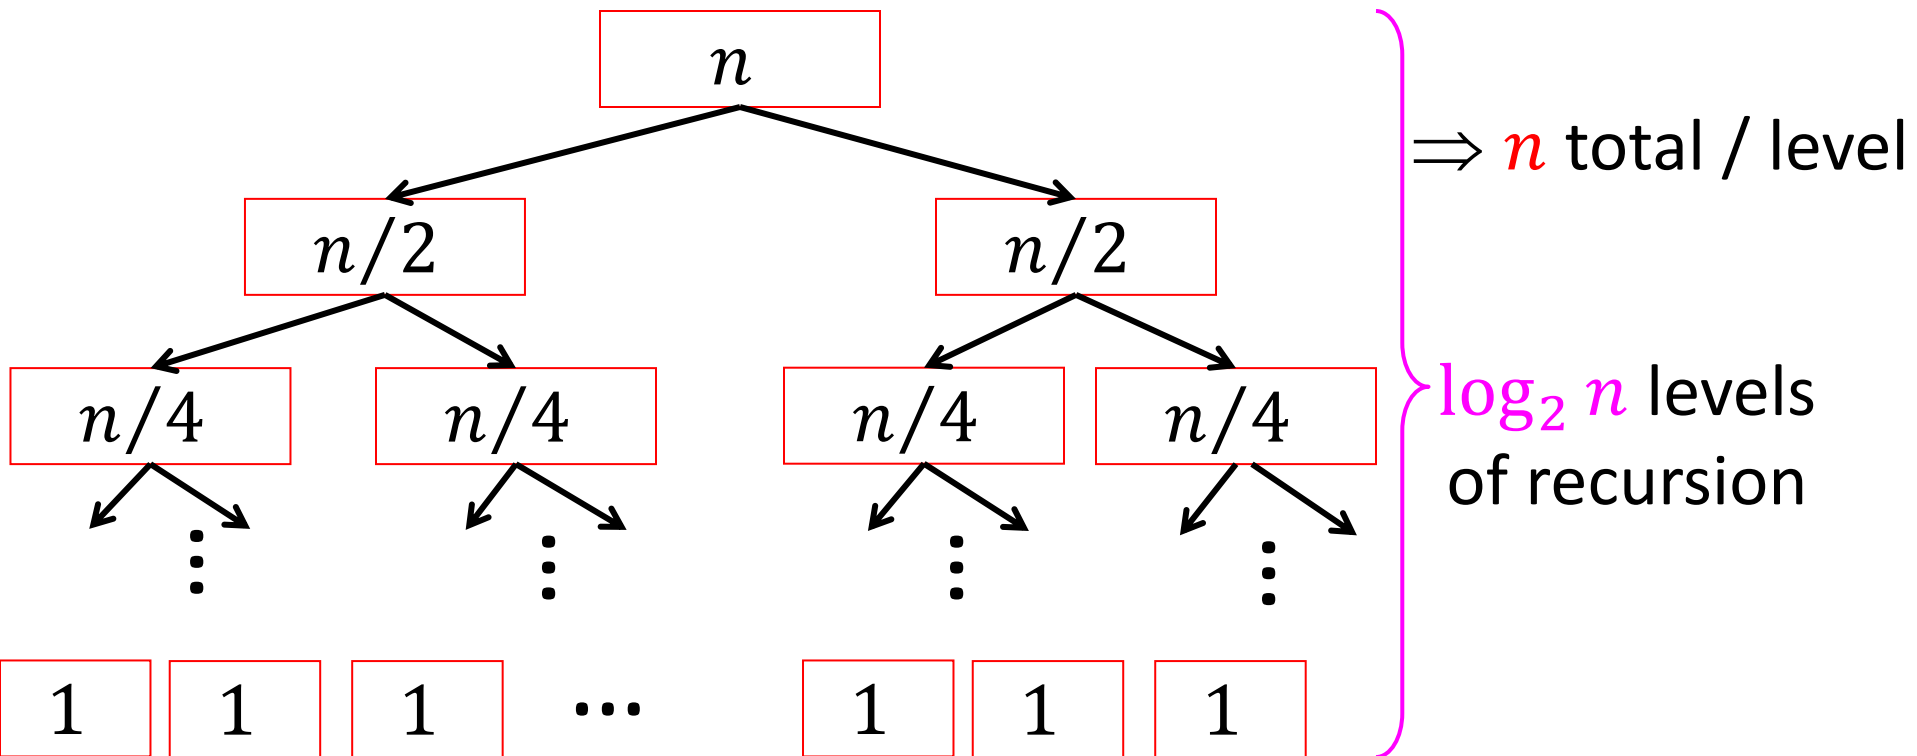 n
⇒ n total / level
n/2 n/2
n/4 n/4 n/4 n/4
log₂ n levels
of recursion
⋮ ⋮ ⋮ ⋮
1 1 1 ⋯ 1 1 1